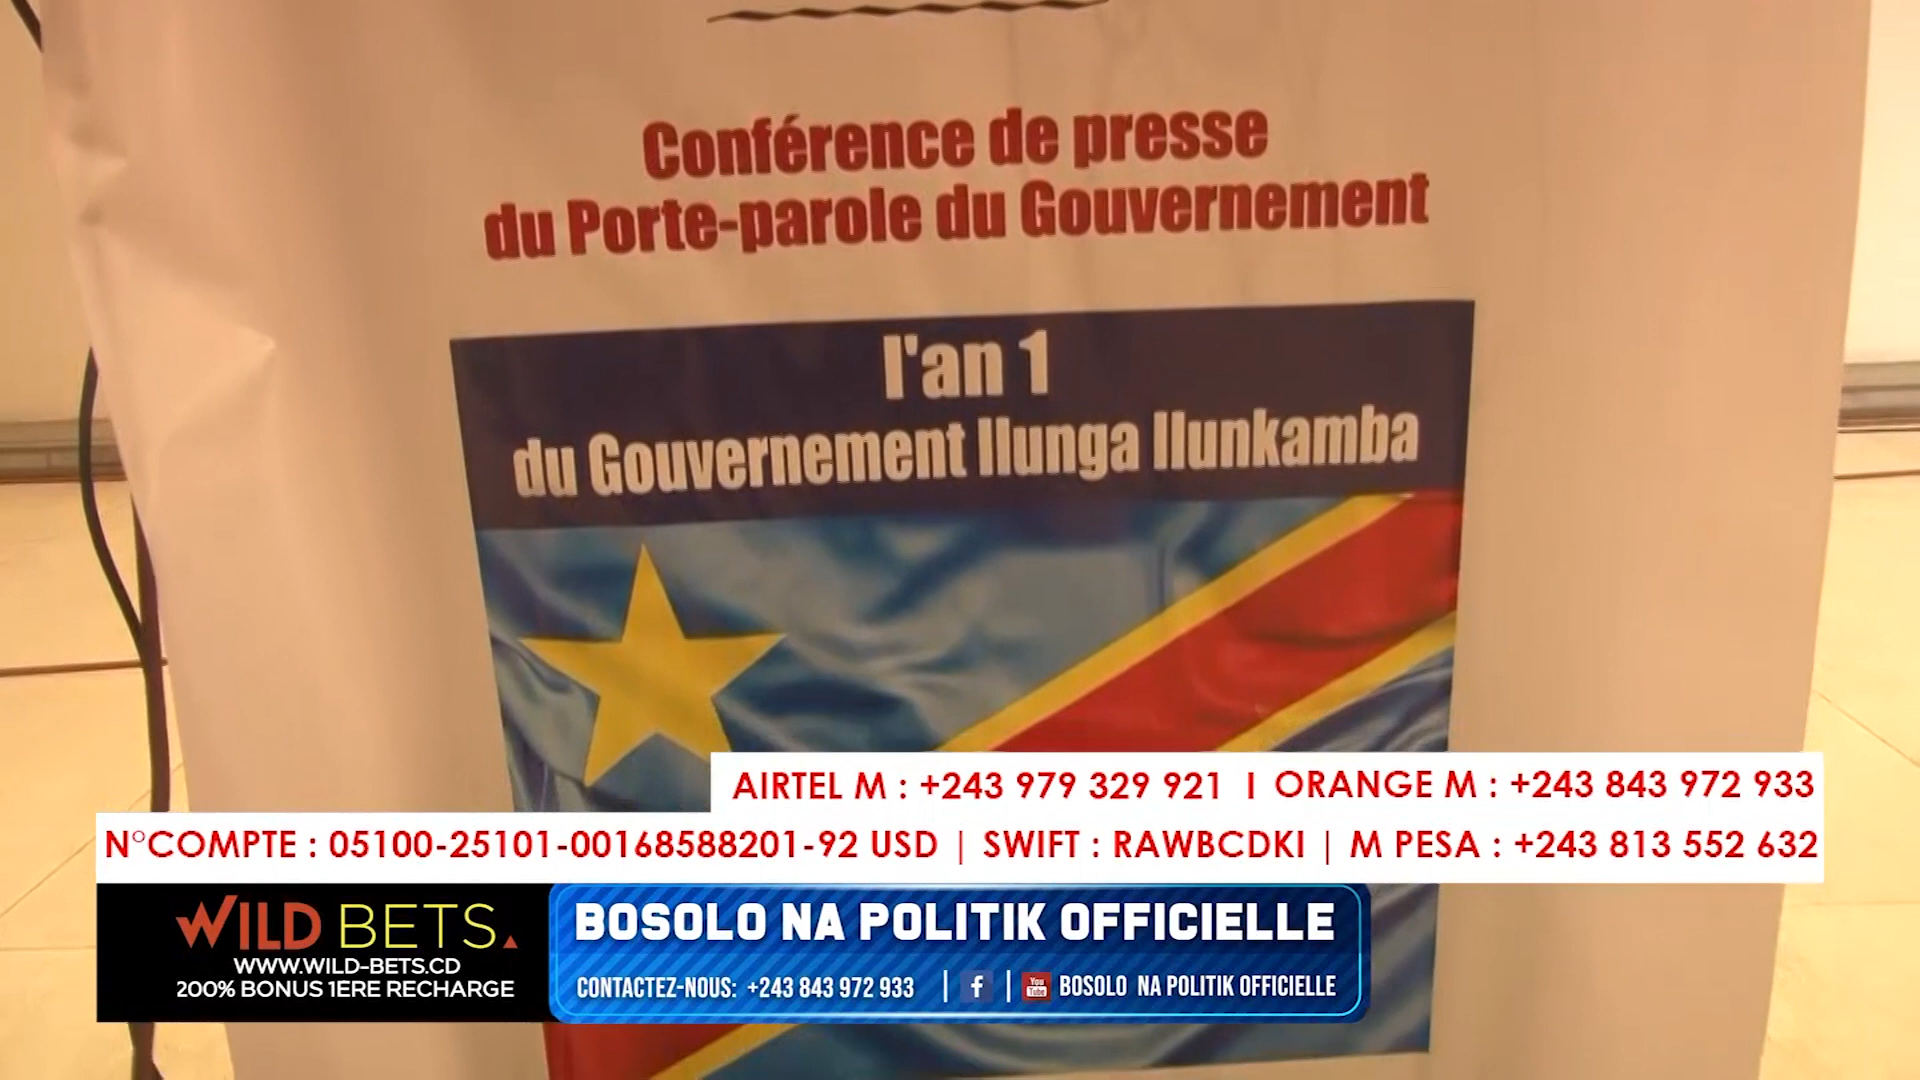 Conférence de presse
du Porte-parole du Gouvernement
l'an 1
du Gouvernement Ilunga Ilunkamba
AIRTEL M : +243 979 329 921 I ORANGE M : +243 843 972 933
N°COMPTE : 05100-25101-00168588201-92 USD | SWIFT : RAWBCDKI | M PESA : +243 813 552 632
WILD BETS.
WWW.WILD-BETS.CD
200% BONUS 1ERE RECHARGE
BOSOLO NA POLITIK OFFICIELLE
CONTACTEZ-NOUS: +243 843 972 933 | f | You Tube BOSOLO NA POLITIK OFFICIELLE